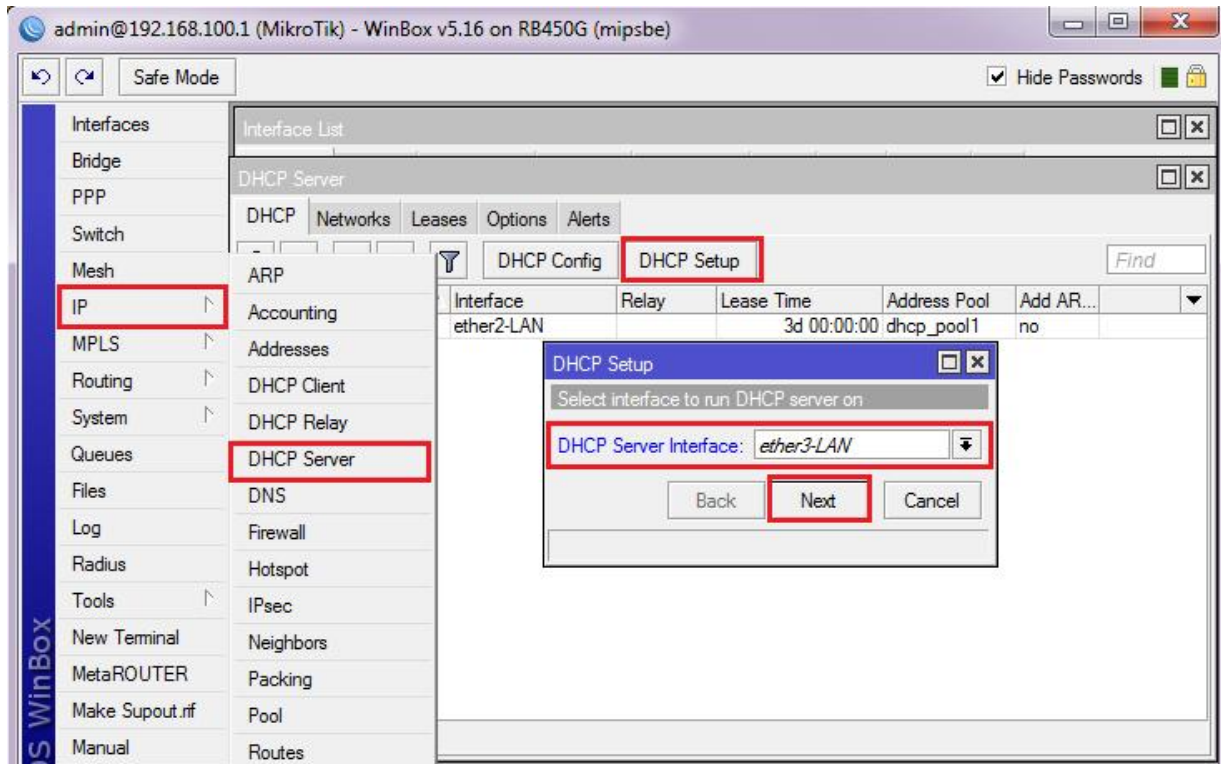 admin@192.168.100.1 (MikroTik) - WinBox v5.16 on RB450G (mipsbe)
Safe Mode
Hide Passwords
Interfaces
Bridge
PPP
Switch
Mesh
IP
MPLS
Routing
System
Queues
Files
Log
Radius
Tools
New Terminal
MetaROUTER
Make Supout.rif
Manual
OS WinBox
ARP
Accounting
Addresses
DHCP Client
DHCP Relay
DHCP Server
DNS
Firewall
Hotspot
IPsec
Neighbors
Packing
Pool
Routes
Interface List
DHCP Server
DHCP Networks Leases Options Alerts
DHCP Config DHCP Setup Find
Interface Relay Lease Time Address Pool Add AR...
ether2-LAN 3d 00:00:00 dhcp_pool1 no
DHCP Setup
Select interface to run DHCP server on
DHCP Server Interface: ether3-LAN
Back Next Cancel